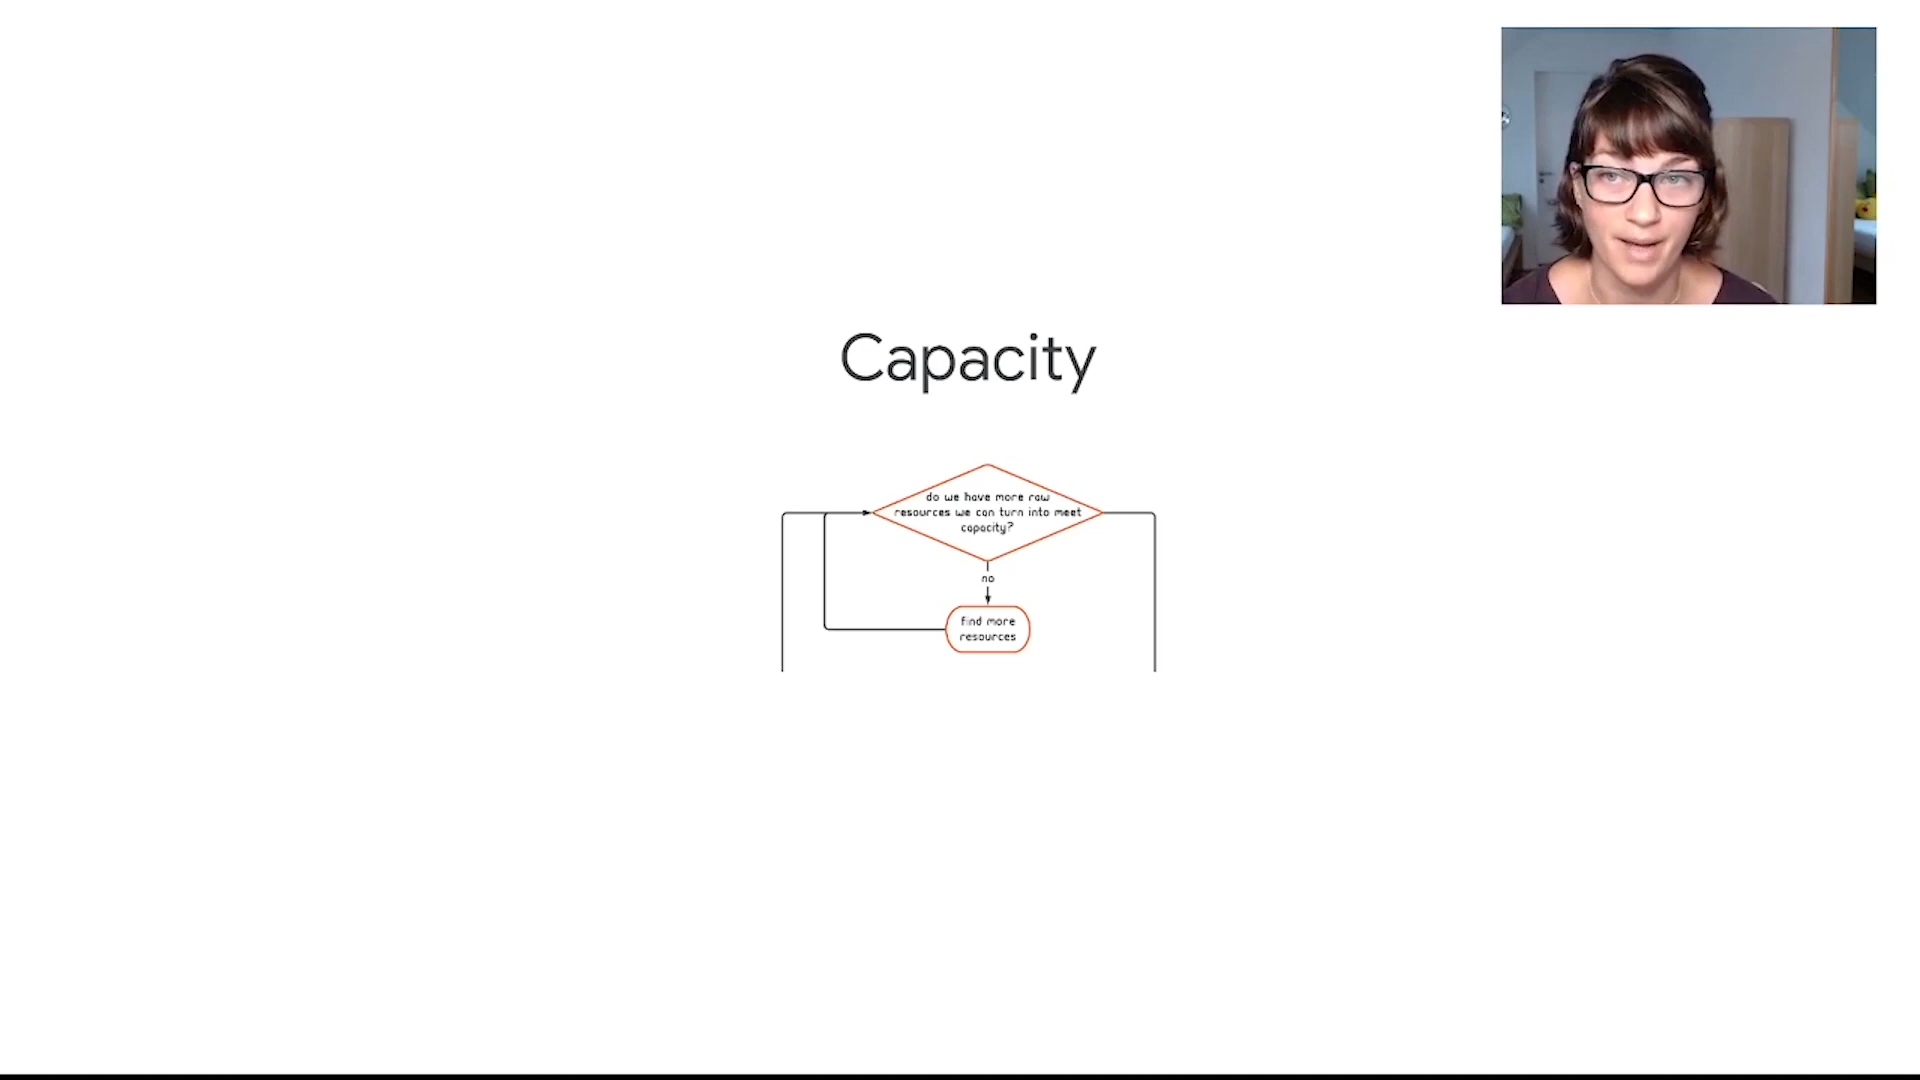 Capacity
do we have more raw
resources we can turn into meet
capacity?
no
find more
resources